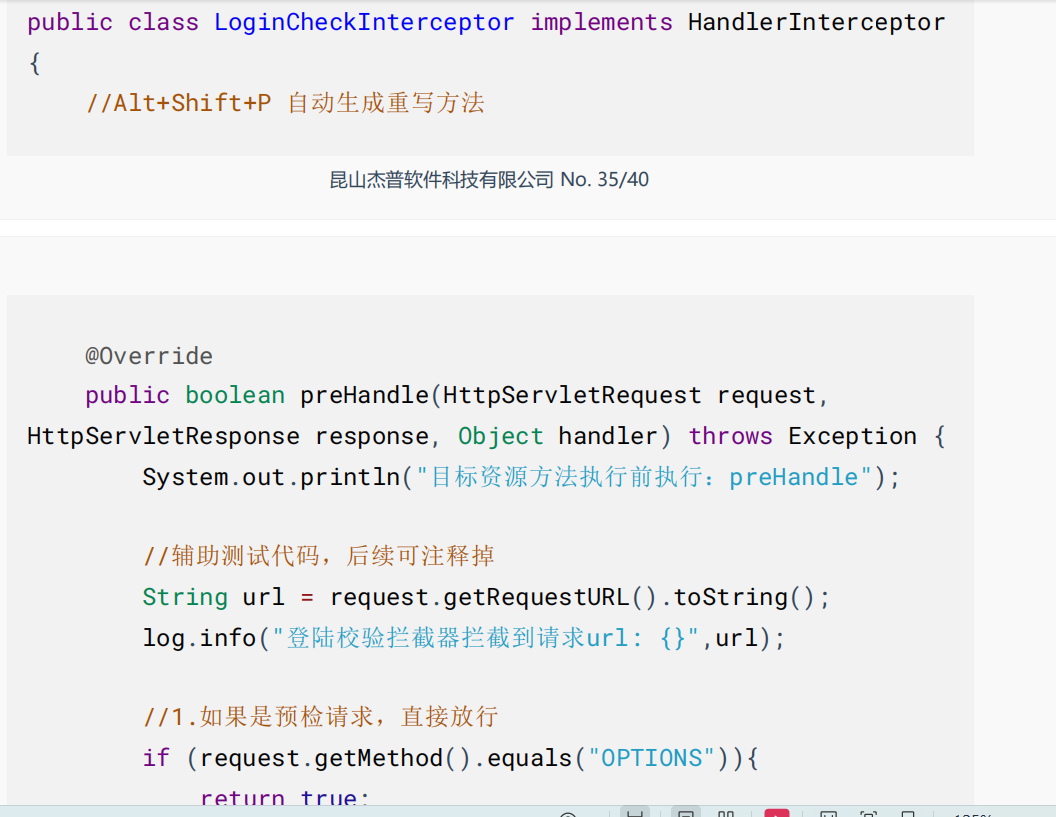 public class LoginCheckInterceptor implements HandlerInterceptor
{
//Alt+Shift+P 自动生成重写方法
昆山杰普软件科技有限公司 No. 35/40
@Override
public boolean preHandle(HttpServletRequest request,
HttpServletResponse response, Object handler) throws Exception {
System.out.println("目标资源方法执行前执行：preHandle");
//辅助测试代码，后续可注释掉
String url = request.getRequestURL().toString();
log.info("登陆校验拦截器拦截到请求url: {}",url);
//1.如果是预检请求，直接放行
if (request.getMethod().equals("OPTIONS")){
return true;